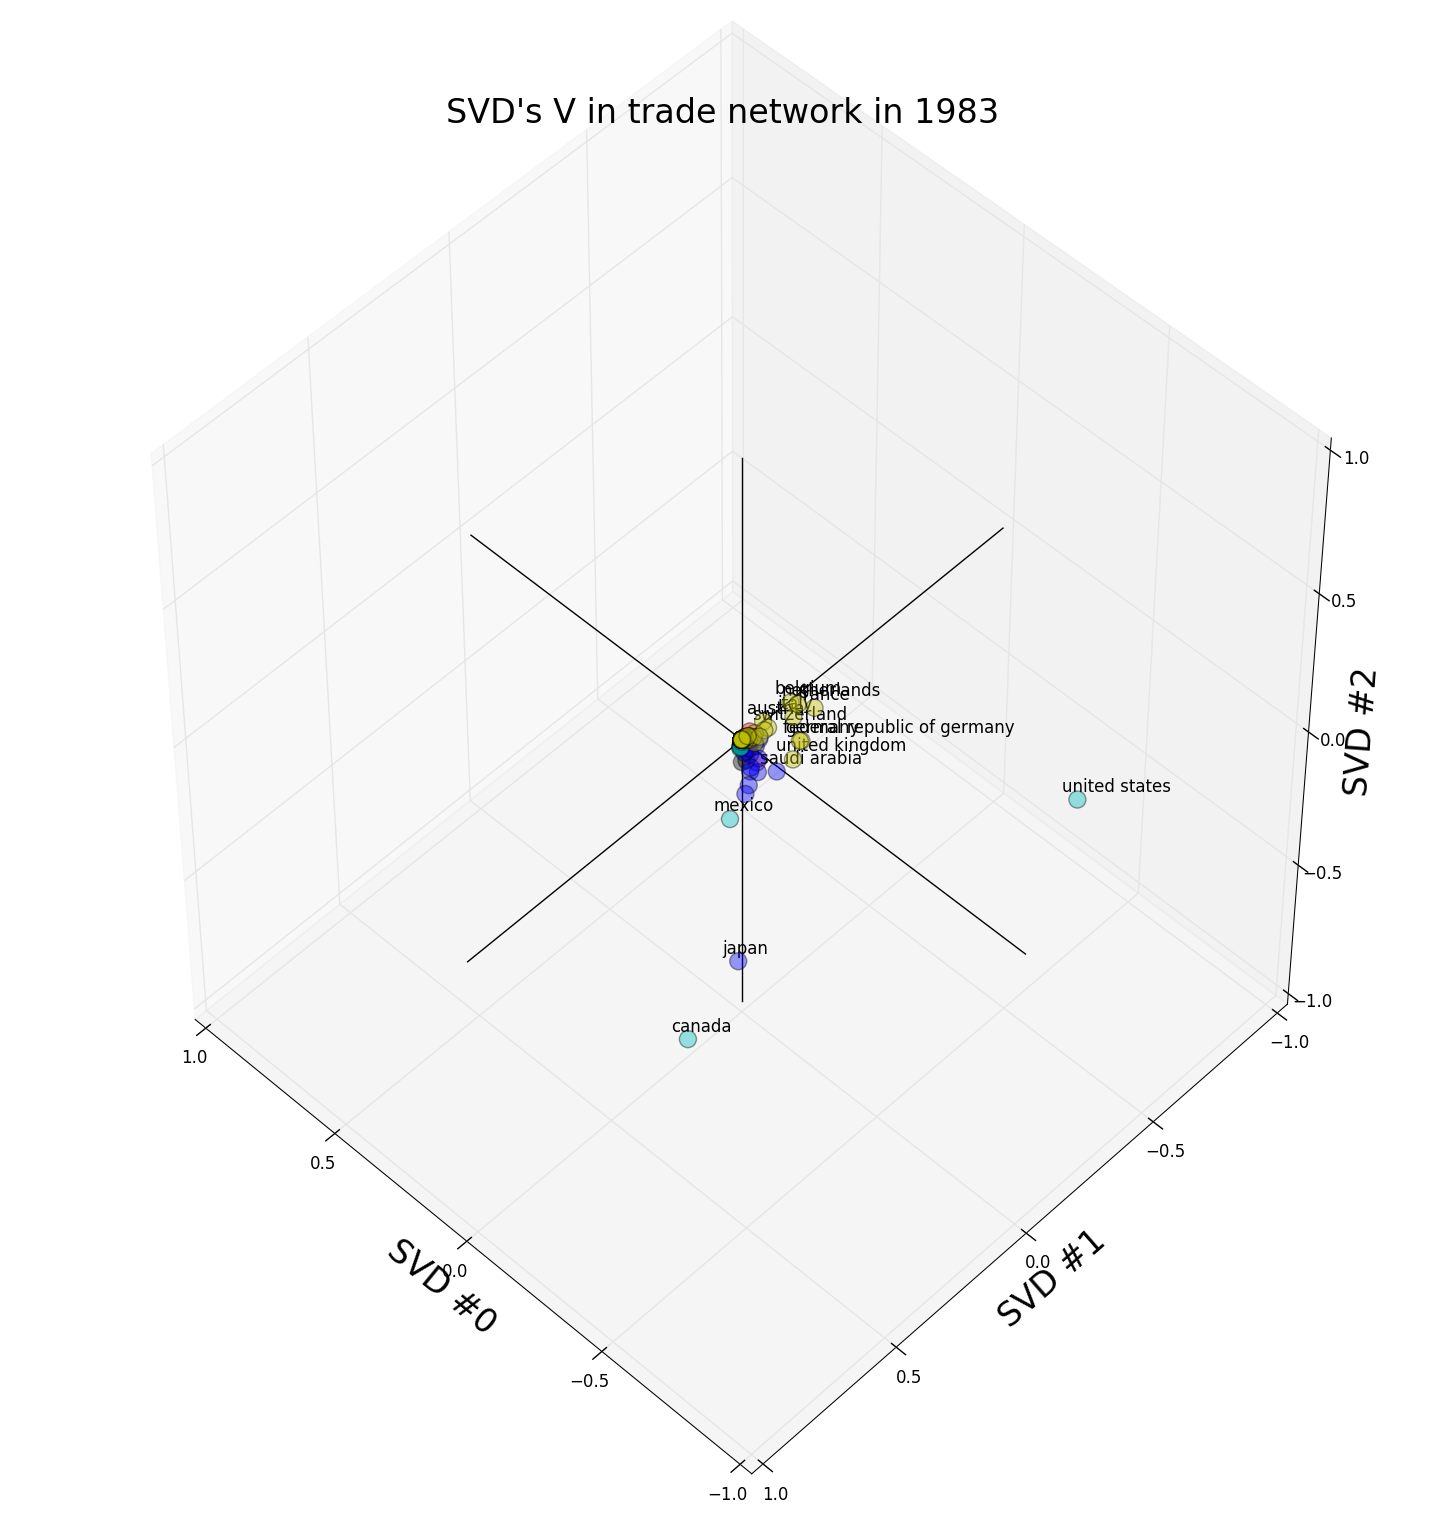 SVD's V in trade network in 1983
1.0
0.5
0.0
−0.5
−1.0
SVD #2
belgium
netherlands
france
italy
austria
switzerland
germany
federal republic of germany
united kingdom
saudi arabia
united states
mexico
japan
canada
1.0
0.5
0.0
−0.5
−1.0
SVD #0
−1.0
−0.5
0.0
0.5
1.0
SVD #1